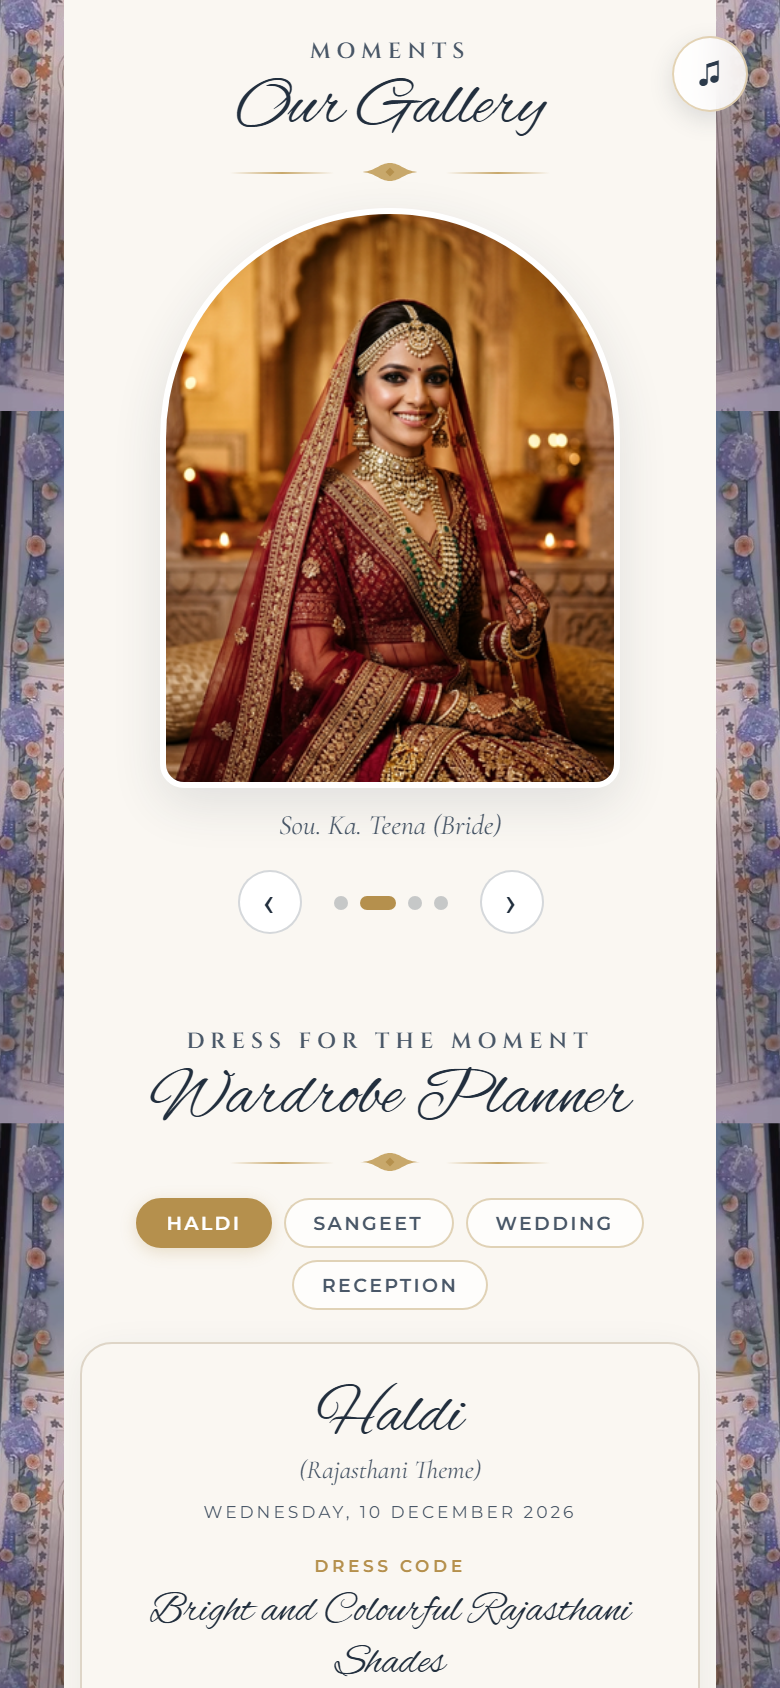 MOMENTS
Our Gallery
Sou. Ka. Teena (Bride)
DRESS FOR THE MOMENT
Wardrobe Planner
HALDI
SANGEET
WEDDING
RECEPTION
Haldi
(Rajasthani Theme)
WEDNESDAY, 10 DECEMBER 2026
DRESS CODE
Bright and Colourful Rajasthani
Shades